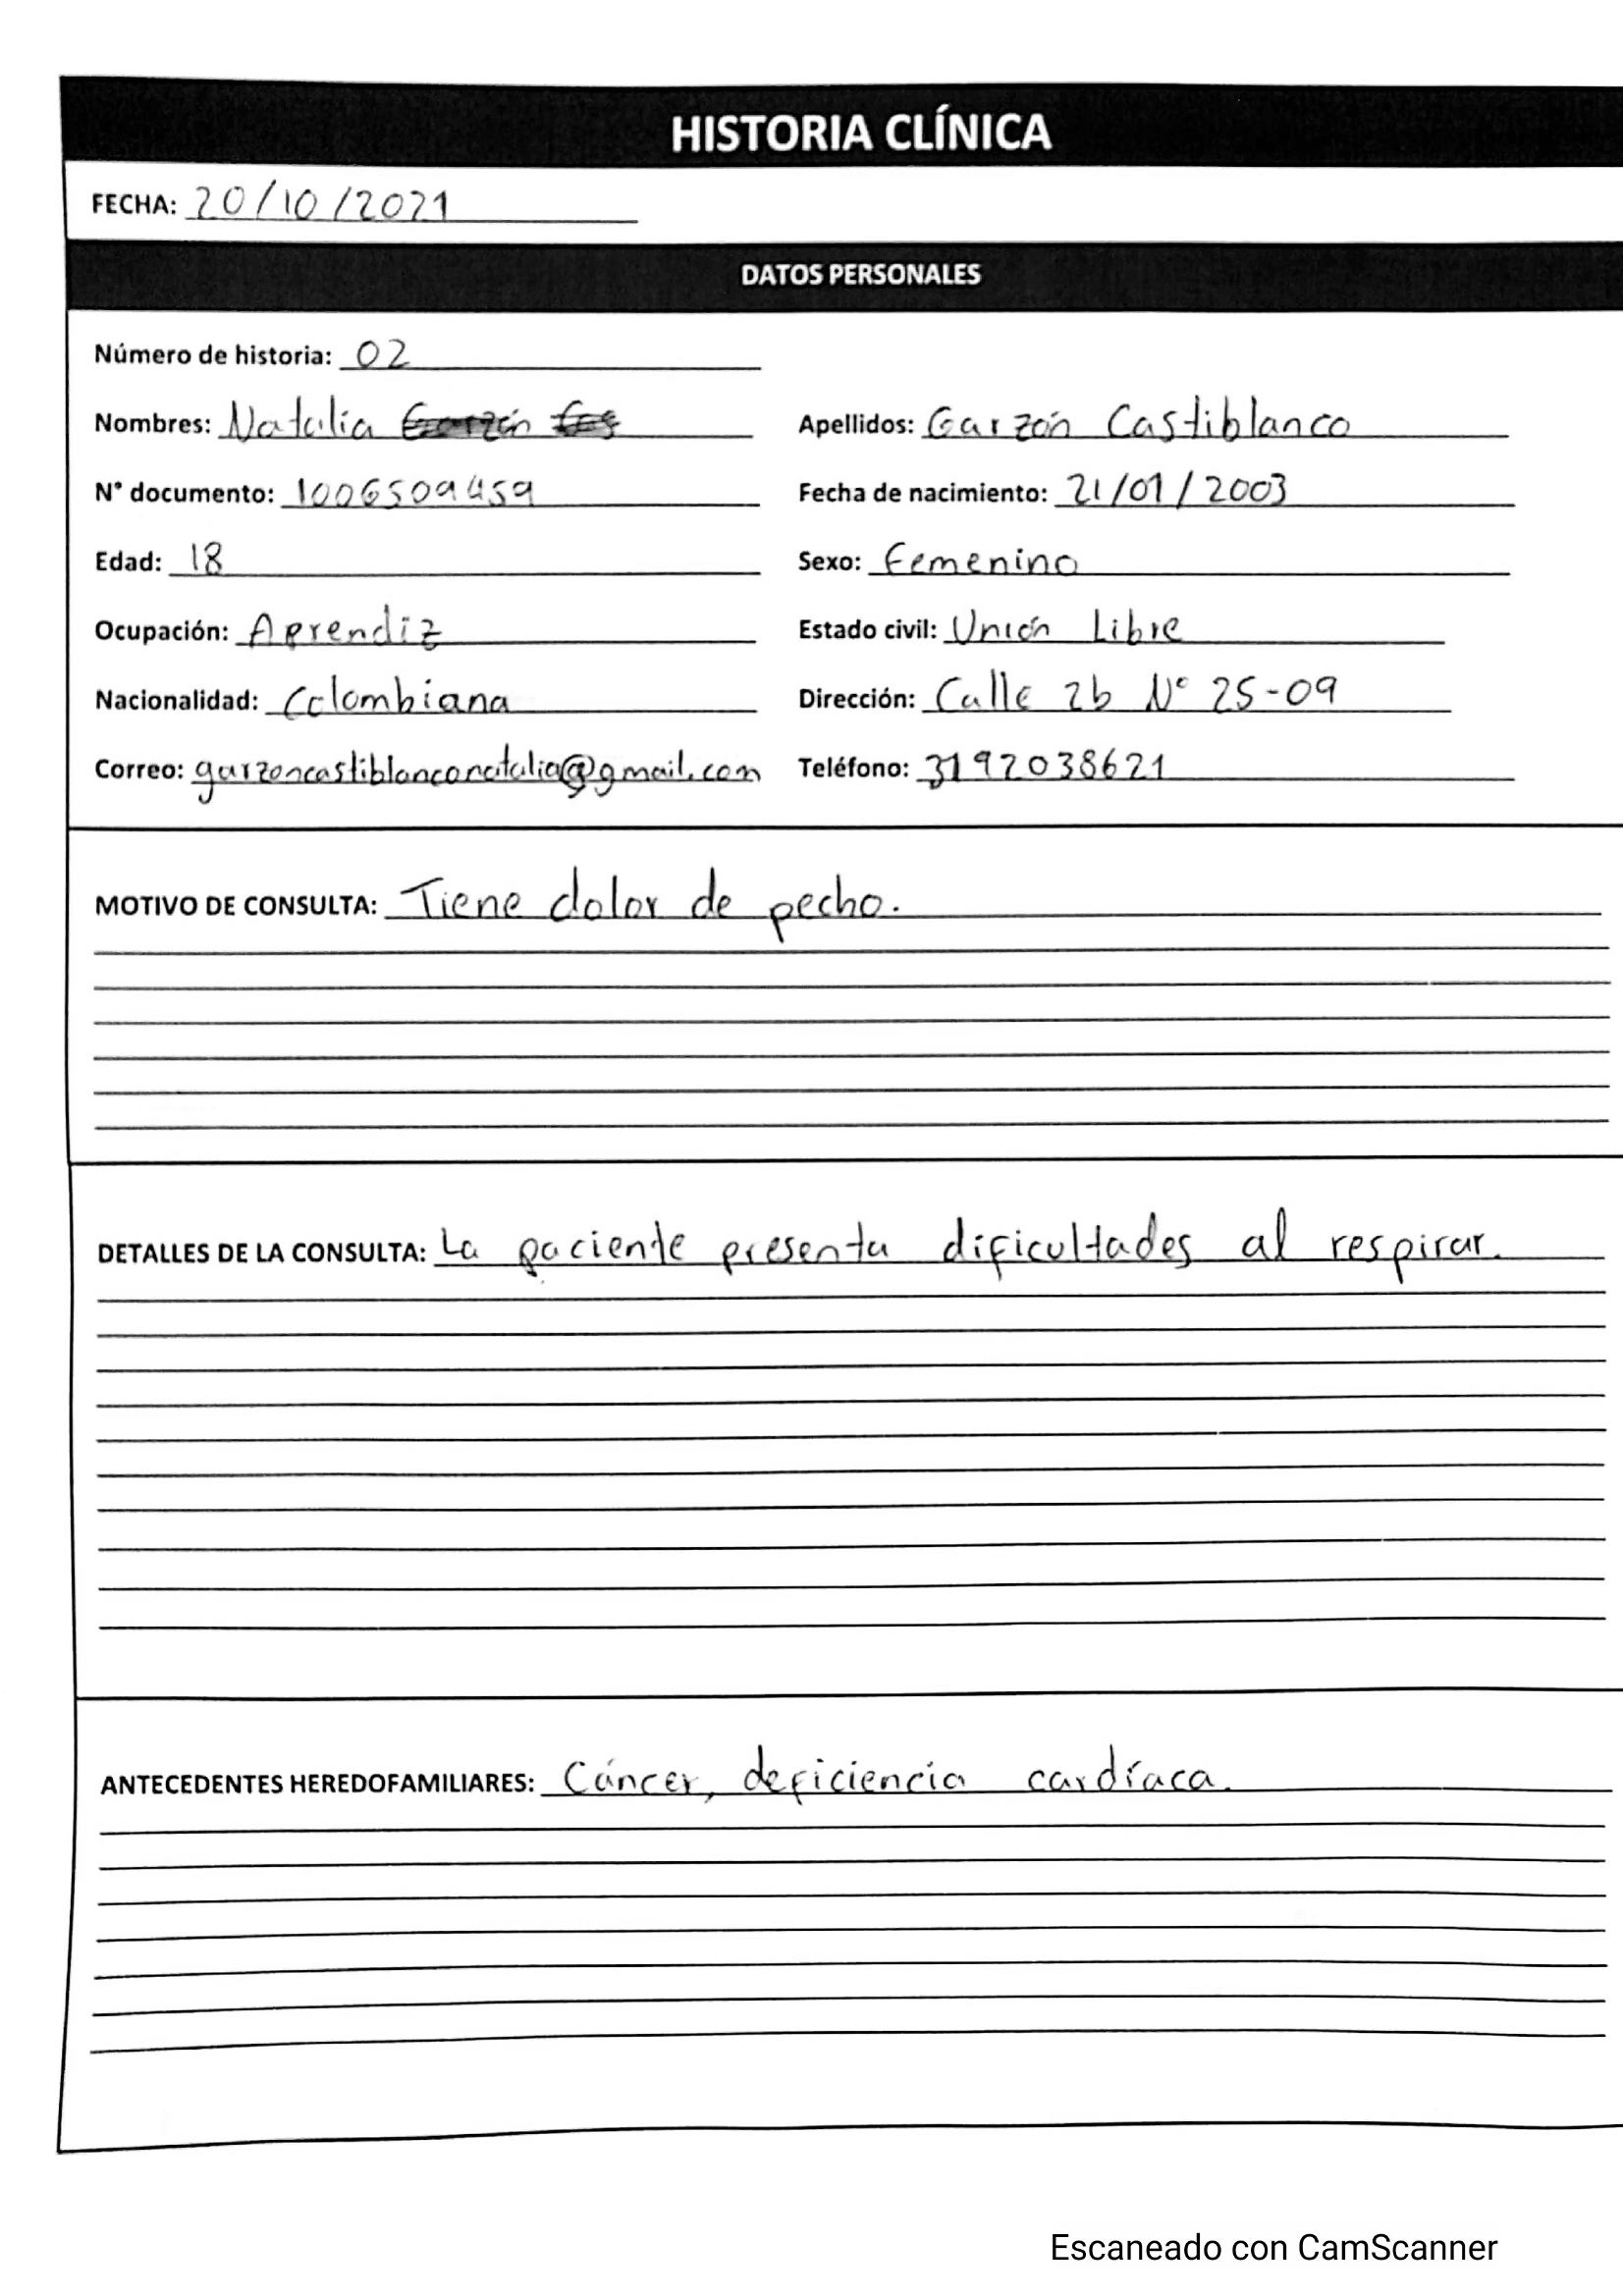 HISTORIA CLÍNICA
FECHA: 20/10/2021
DATOS PERSONALES
Número de historia: 02
Nombres: Natalia
Apellidos: Garzón Castiblanco
N° documento: 1006509459
Fecha de nacimiento: 21/01/2003
Edad: 18
Sexo: Femenino
Ocupación: Aprendiz
Estado civil: Unión Libre
Nacionalidad: Colombiana
Dirección: Calle 2b N° 25-09
Correo: garzoncastiblanconatalia@gmail.com
Teléfono: 3192038621
MOTIVO DE CONSULTA: Tiene dolor de pecho.
DETALLES DE LA CONSULTA: La paciente presenta dificultades al respirar.
ANTECEDENTES HEREDOFAMILIARES: Cáncer, deficiencia cardíaca.
Escaneado con CamScanner